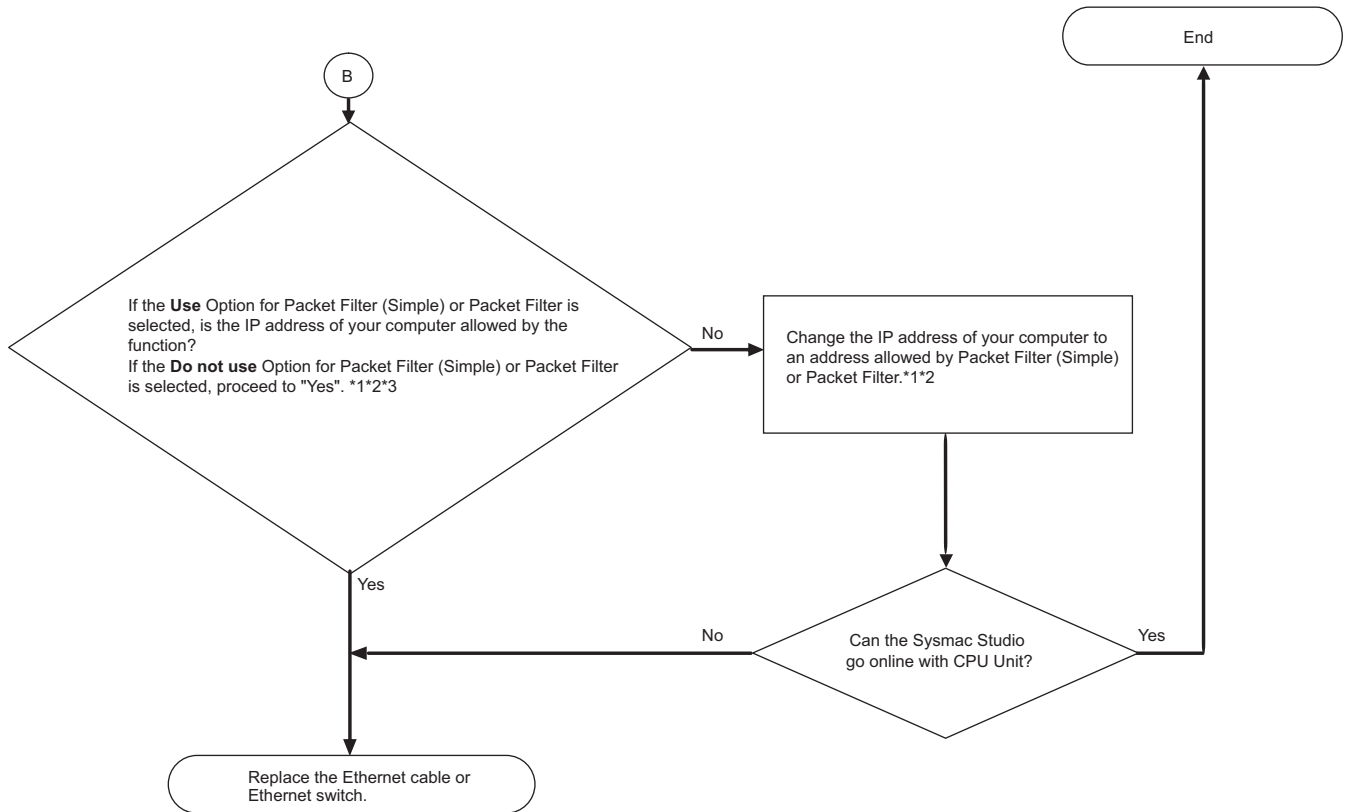 End
B
If the Use Option for Packet Filter (Simple) or Packet Filter is
selected, is the IP address of your computer allowed by the
function?
If the Do not use Option for Packet Filter (Simple) or Packet Filter
is selected, proceed to "Yes". *1*2*3
No
Change the IP address of your computer to
an address allowed by Packet Filter (Simple)
or Packet Filter.*1*2
Yes
No
Can the Sysmac Studio
go online with CPU Unit?
Yes
Replace the Ethernet cable or
Ethernet switch.